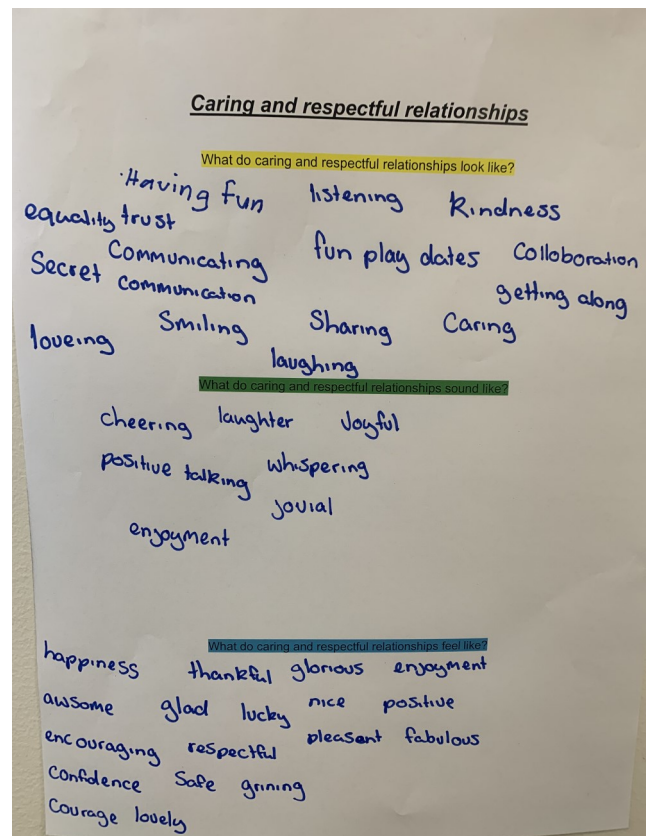 Caring and respectful relationships
What do caring and respectful relationships look like?
Having fun listening kindness
equality trust
Communicating fun play dates Colloboration
Secret communication getting along
loveing Smiling Sharing Caring
laughing
What do caring and respectful relationships sound like?
cheering laughter Joyful
positive talking whispering
jovial
enjoyment
What do caring and respectful relationships feel like?
happiness thankful glorious enjoyment
awsome glad lucky nice positive
encouraging respectful pleasent fabulous
Confidence Safe grining
Courage lovely